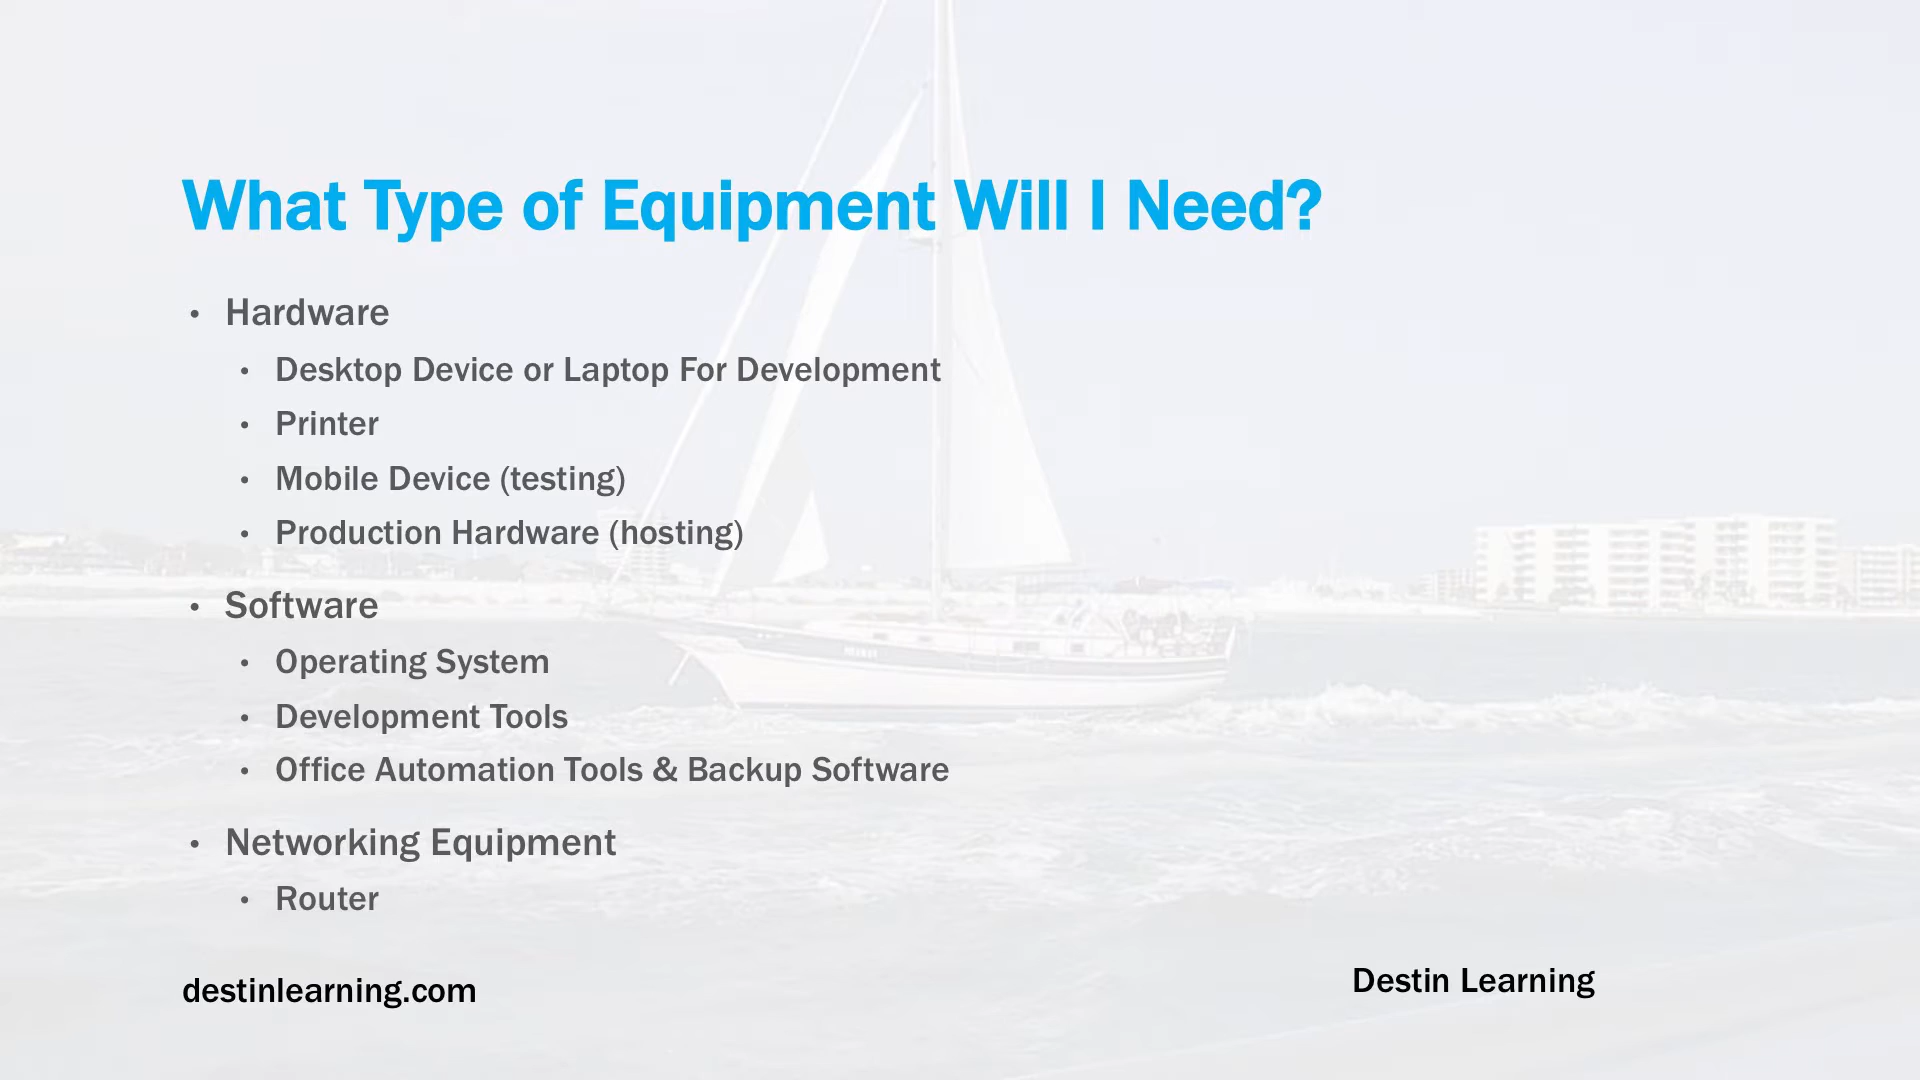 What Type of Equipment Will I Need?
• Hardware
• Desktop Device or Laptop For Development
• Printer
• Mobile Device (testing)
• Production Hardware (hosting)
• Software
• Operating System
• Development Tools
• Office Automation Tools & Backup Software
• Networking Equipment
• Router
destinlearning.com
Destin Learning